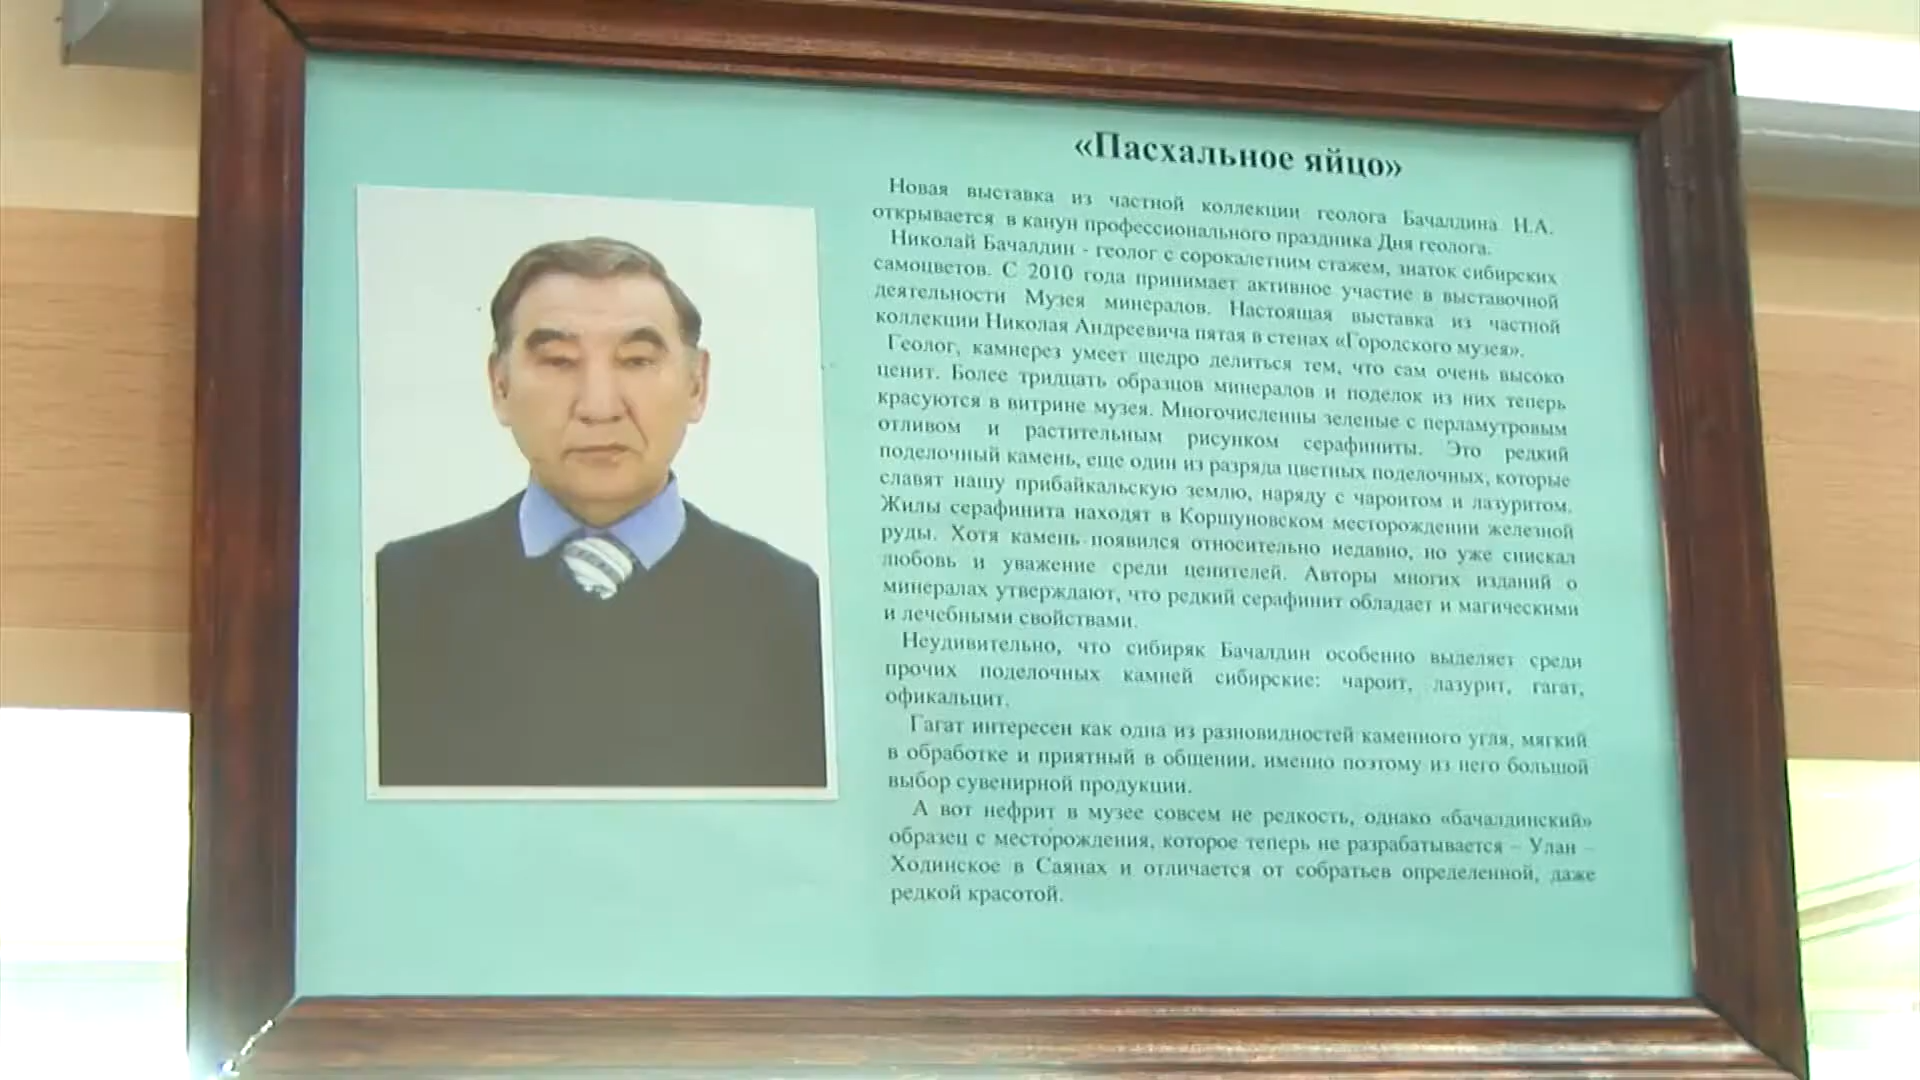 «Пасхальное яйцо»
Новая выставка из частной коллекции геолога Бачалдина Н.А.
открывается в канун профессионального праздника Дня геолога.
Николай Бачалдин - геолог с сорокалетним стажем, знаток сибирских
самоцветов. С 2010 года принимает активное участие в выставочной
деятельности Музея минералов. Настоящая выставка из частной
коллекции Николая Андреевича пятая в стенах «Городского музея».
Геолог, камнерез умеет щедро делиться тем, что сам очень высоко
ценит. Более тридцать образцов минералов и поделок из них теперь
красуются в витрине музея. Многочисленны зеленые с перламутровым
отливом и растительным рисунком серафиниты. Это редкий
поделочный камень, еще один из разряда цветных поделочных, которые
славят нашу прибайкальскую землю, наряду с чароитом и лазуритом.
Жилы серафинита находят в Коршуновском месторождении железной
руды. Хотя камень появился относительно недавно, но уже снискал
любовь и уважение среди ценителей. Авторы многих изданий о
минералах утверждают, что редкий серафинит обладает и магическими
и лечебными свойствами.
Неудивительно, что сибиряк Бачалдин особенно выделяет среди
прочих поделочных камней сибирские: чароит, лазурит, гагат,
офикальцит.
Гагат интересен как одна из разновидностей каменного угля, мягкий
в обработке и приятный в общении, именно поэтому из него большой
выбор сувенирной продукции.
А вот нефрит в музее совсем не редкость, однако «бачалдинский»
образец с месторождения, которое теперь не разрабатывается – Улан –
Ходинское в Саянах и отличается от собратьев определенной, даже
редкой красотой.